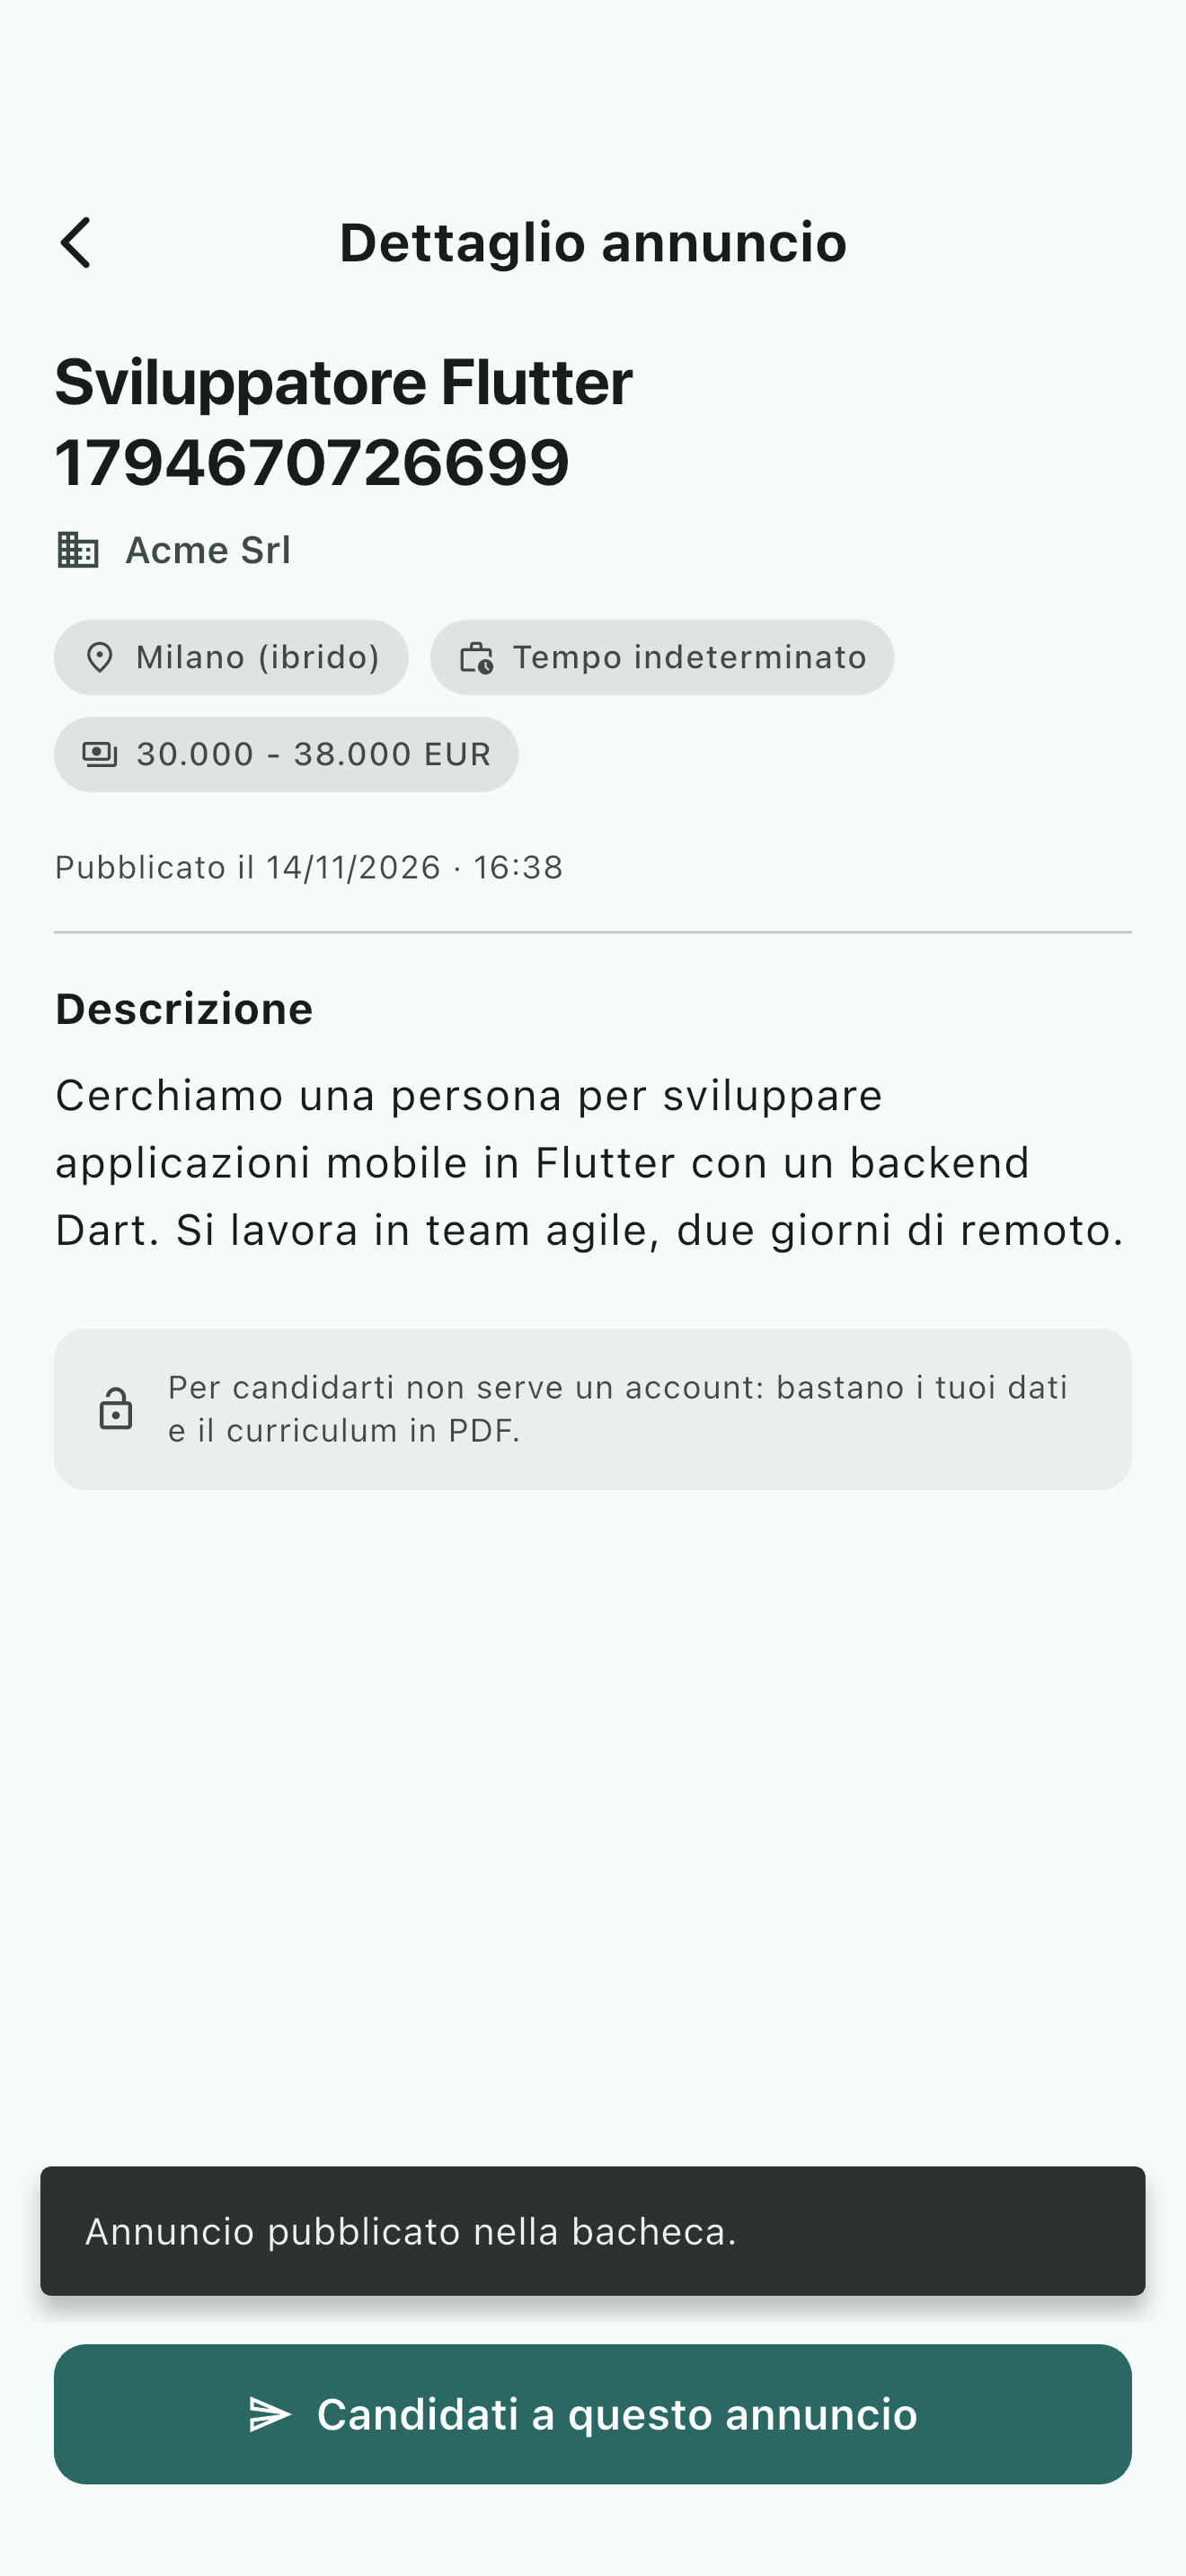 Dettaglio annuncio
Sviluppatore Flutter
1794670726699
Acme Srl
Milano (ibrido)
Tempo indeterminato
30.000 - 38.000 EUR
Pubblicato il 14/11/2026 · 16:38
Descrizione
Cerchiamo una persona per sviluppare
applicazioni mobile in Flutter con un backend
Dart. Si lavora in team agile, due giorni di remoto.
Per candidarti non serve un account: bastano i tuoi dati
e il curriculum in PDF.
Annuncio pubblicato nella bacheca.
Candidati a questo annuncio